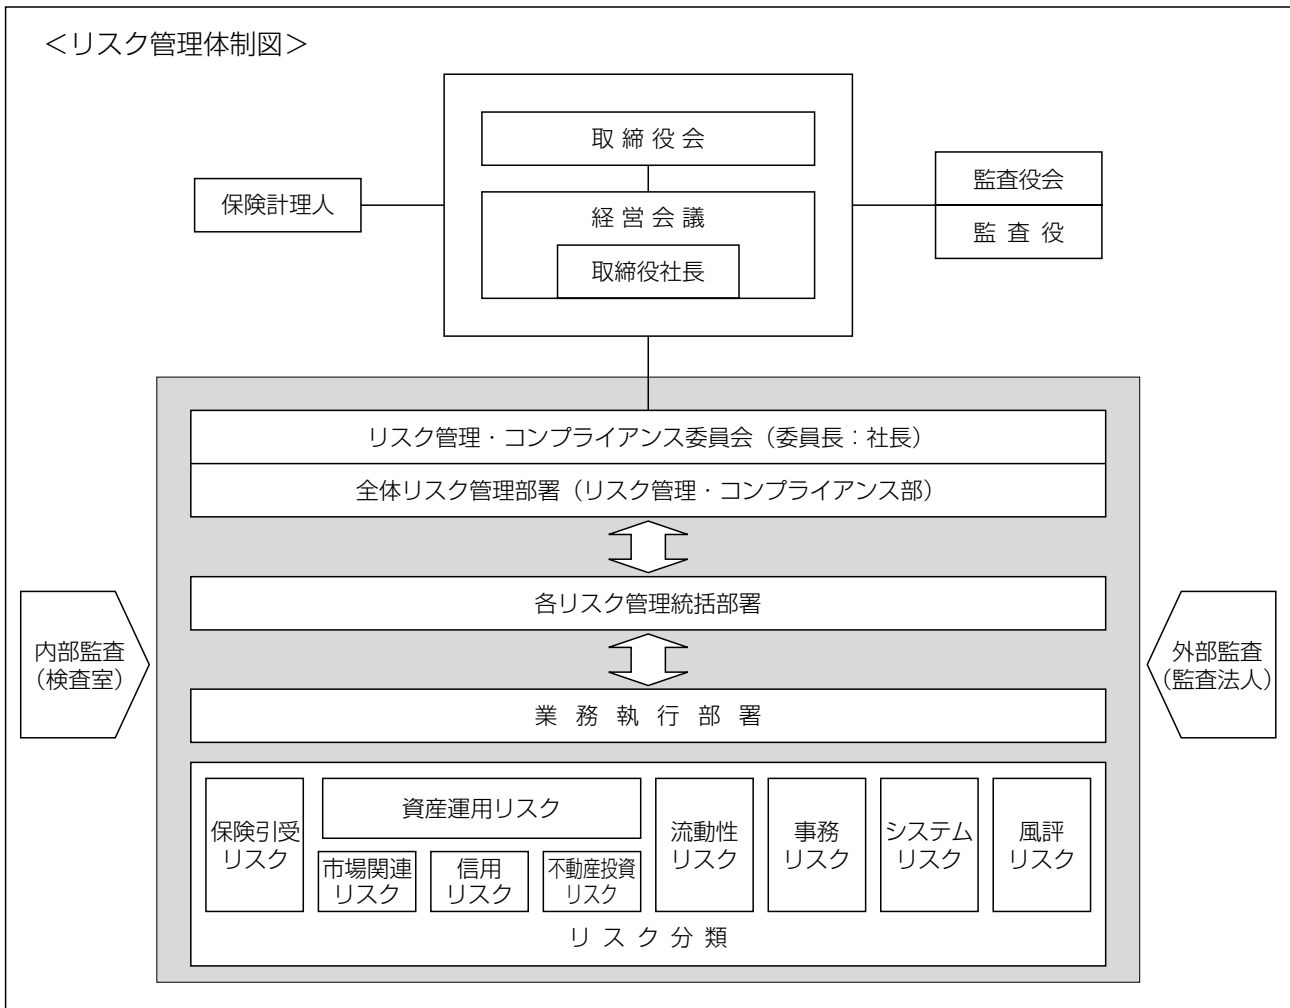 ＜リスク管理体制図＞
取締役会
経営会議
取締役社長
保険計理人
監査役会
監査役
リスク管理・コンプライアンス委員会（委員長：社長）
全体リスク管理部署（リスク管理・コンプライアンス部）
各リスク管理統括部署
業務執行部署
内部監査
（検査室）
外部監査
（監査法人）
保険引受
リスク
資産運用リスク
市場関連
リスク
信用
リスク
不動産投資
リスク
流動性
リスク
事務
リスク
システム
リスク
風評
リスク
リスク分類